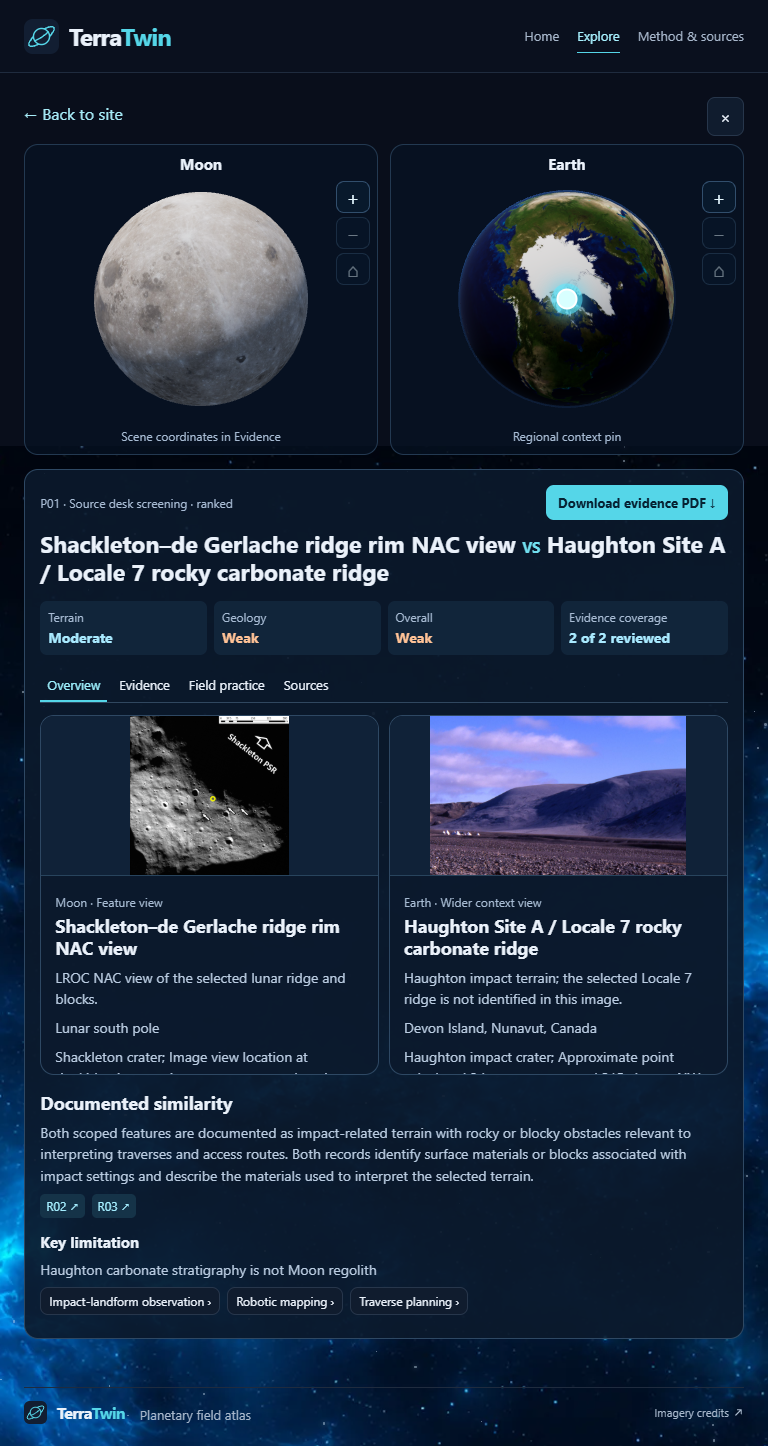 TerraTwin
Home Explore Method & sources
← Back to site
×
Moon
+
−
⌂
Scene coordinates in Evidence
Earth
+
−
⌂
Regional context pin
P01 · Source desk screening · ranked
Download evidence PDF ↓
Shackleton–de Gerlache ridge rim NAC view vs Haughton Site A
/ Locale 7 rocky carbonate ridge
Terrain
Moderate
Geology
Weak
Overall
Weak
Evidence coverage
2 of 2 reviewed
Overview Evidence Field practice Sources
Shackleton PSR
Moon · Feature view
Shackleton–de Gerlache ridge rim
NAC view
LROC NAC view of the selected lunar ridge and
blocks.
Lunar south pole
Shackleton crater; Image view location at
Earth · Wider context view
Haughton Site A / Locale 7 rocky
carbonate ridge
Haughton impact terrain; the selected Locale 7
ridge is not identified in this image.
Devon Island, Nunavut, Canada
Haughton impact crater; Approximate point
Documented similarity
Both scoped features are documented as impact-related terrain with rocky or blocky obstacles relevant to
interpreting traverses and access routes. Both records identify surface materials or blocks associated with
impact settings and describe the materials used to interpret the selected terrain.
R02 ↗ R03 ↗
Key limitation
Haughton carbonate stratigraphy is not Moon regolith
Impact-landform observation › Robotic mapping › Traverse planning ›
TerraTwin · Planetary field atlas
Imagery credits ↗